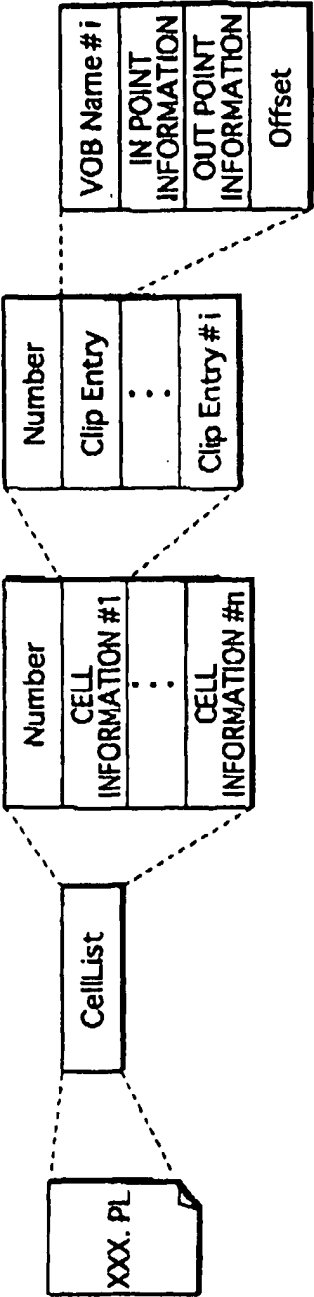 XXX. PL
CellList
Number
CELL
INFORMATION #1
...
CELL
INFORMATION #n
Number
Clip Entry
...
Clip Entry # i
VOB Name # i
IN POINT
INFORMATION
OUT POINT
INFORMATION
Offset